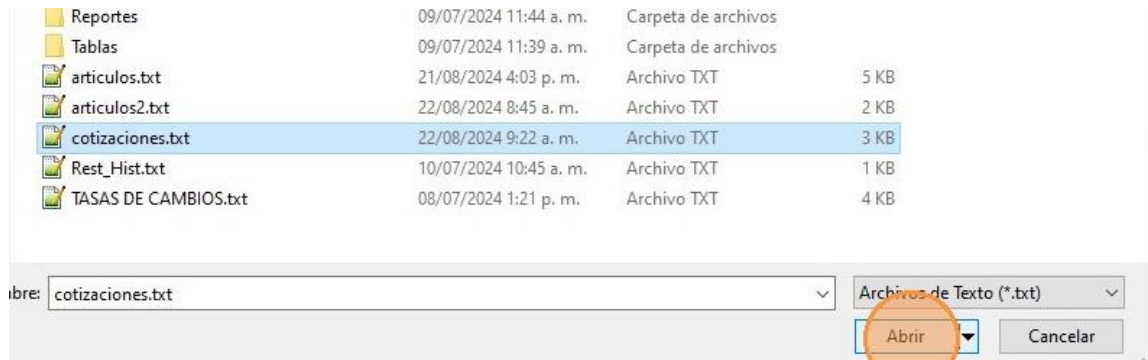 Reportes 09/07/2024 11:44 a. m. Carpeta de archivos
Tablas 09/07/2024 11:39 a. m. Carpeta de archivos
articulos.txt 21/08/2024 4:03 p. m. Archivo TXT 5 KB
articulos2.txt 22/08/2024 8:45 a. m. Archivo TXT 2 KB
cotizaciones.txt 22/08/2024 9:22 a. m. Archivo TXT 3 KB
Rest_Hist.txt 10/07/2024 10:45 a. m. Archivo TXT 1 KB
TASAS DE CAMBIOS.txt 08/07/2024 1:21 p. m. Archivo TXT 4 KB
bre: cotizaciones.txt Archivos de Texto (*.txt)
Abrir Cancelar